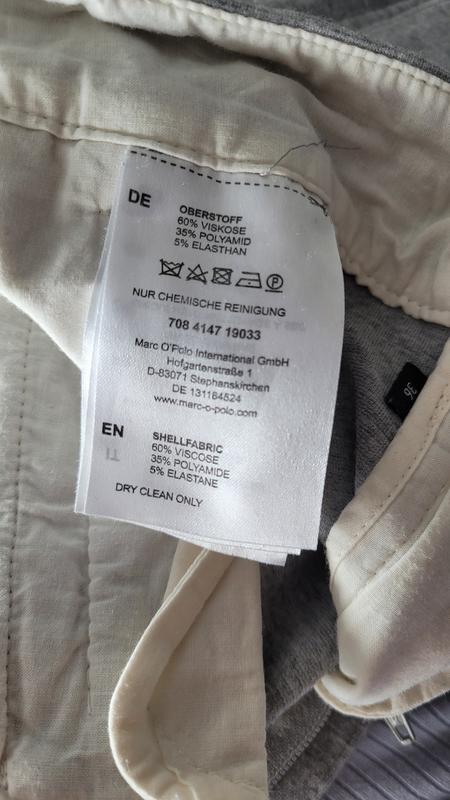 DE
OBERSTOFF
60% VISKOSE
35% POLYAMID
5% ELASTHAN
P
NUR CHEMISCHE REINIGUNG
708 4147 19033
Marc O'Polo International GmbH
Hofgartenstraße 1
D-83071 Stephanskirchen
DE 131164524
www.marc-o-polo.com
EN
SHELLFABRIC
60% VISCOSE
35% POLYAMIDE
5% ELASTANE
IT
DRY CLEAN ONLY
36